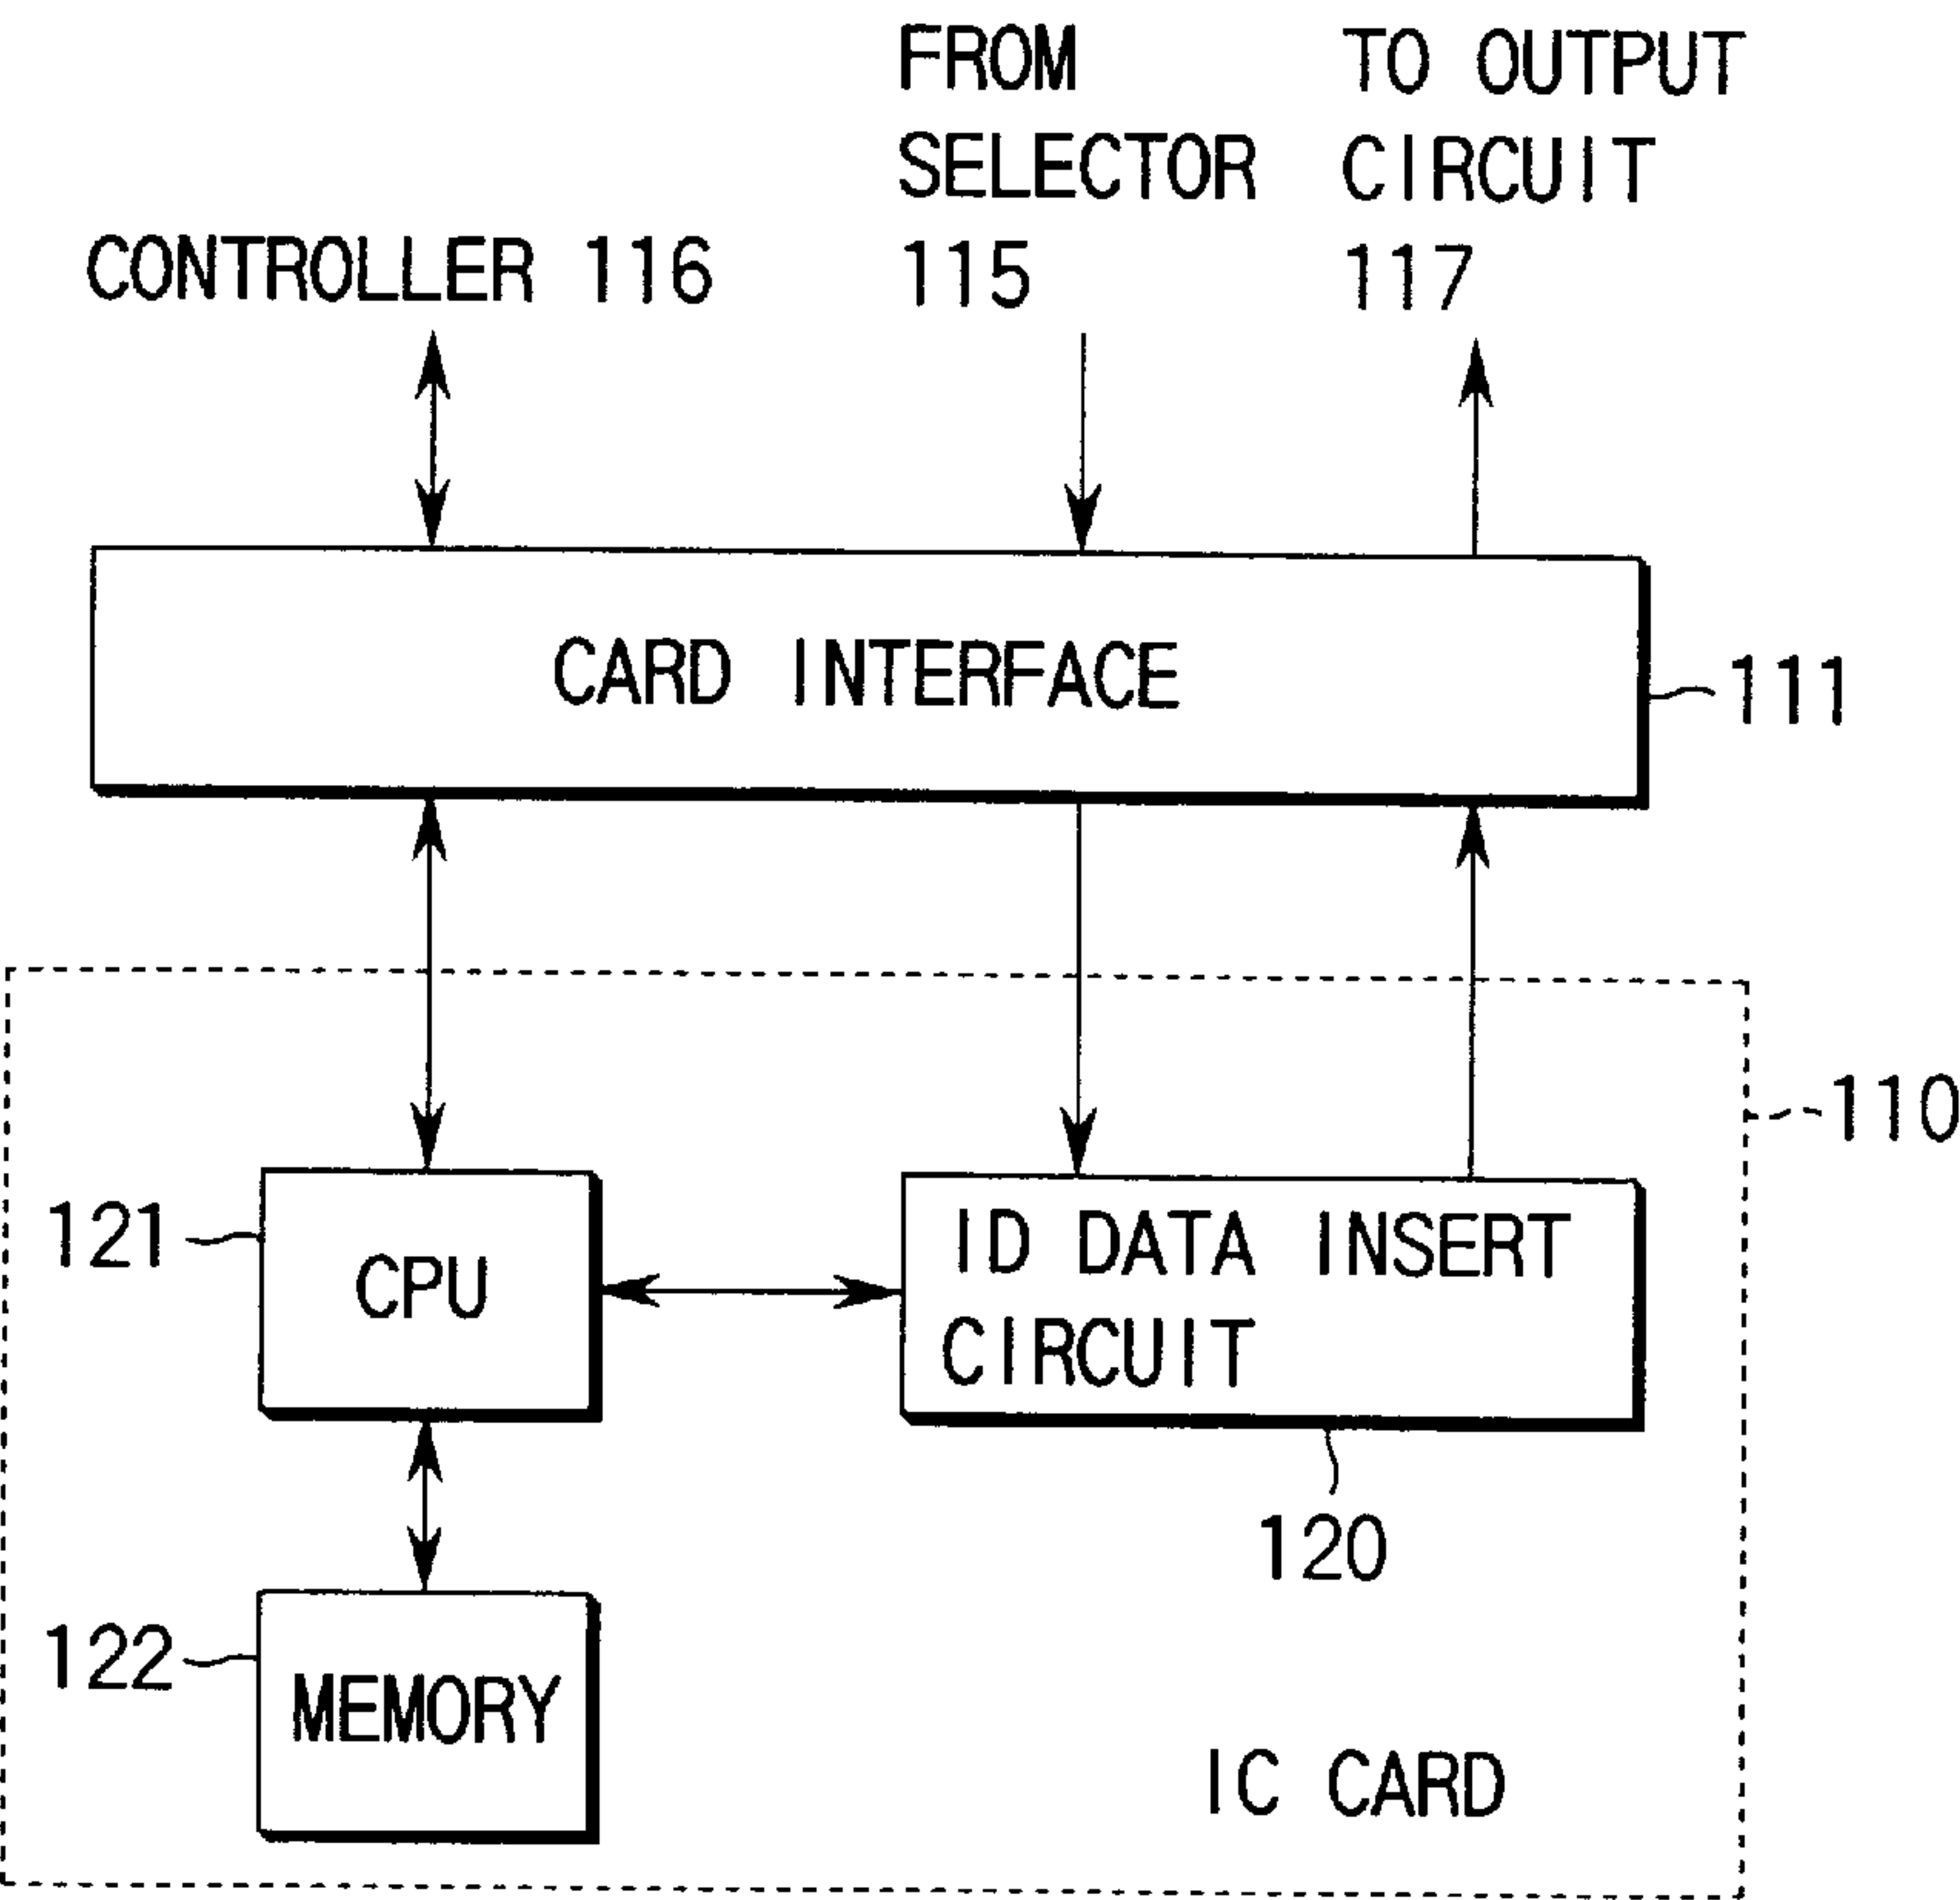 CONTROLLER 116
FROM
SELECTOR
115
TO OUTPUT
CIRCUIT
117
CARD INTERFACE
111
110
121
CPU
ID DATA INSERT
CIRCUIT
120
122
MEMORY
IC CARD